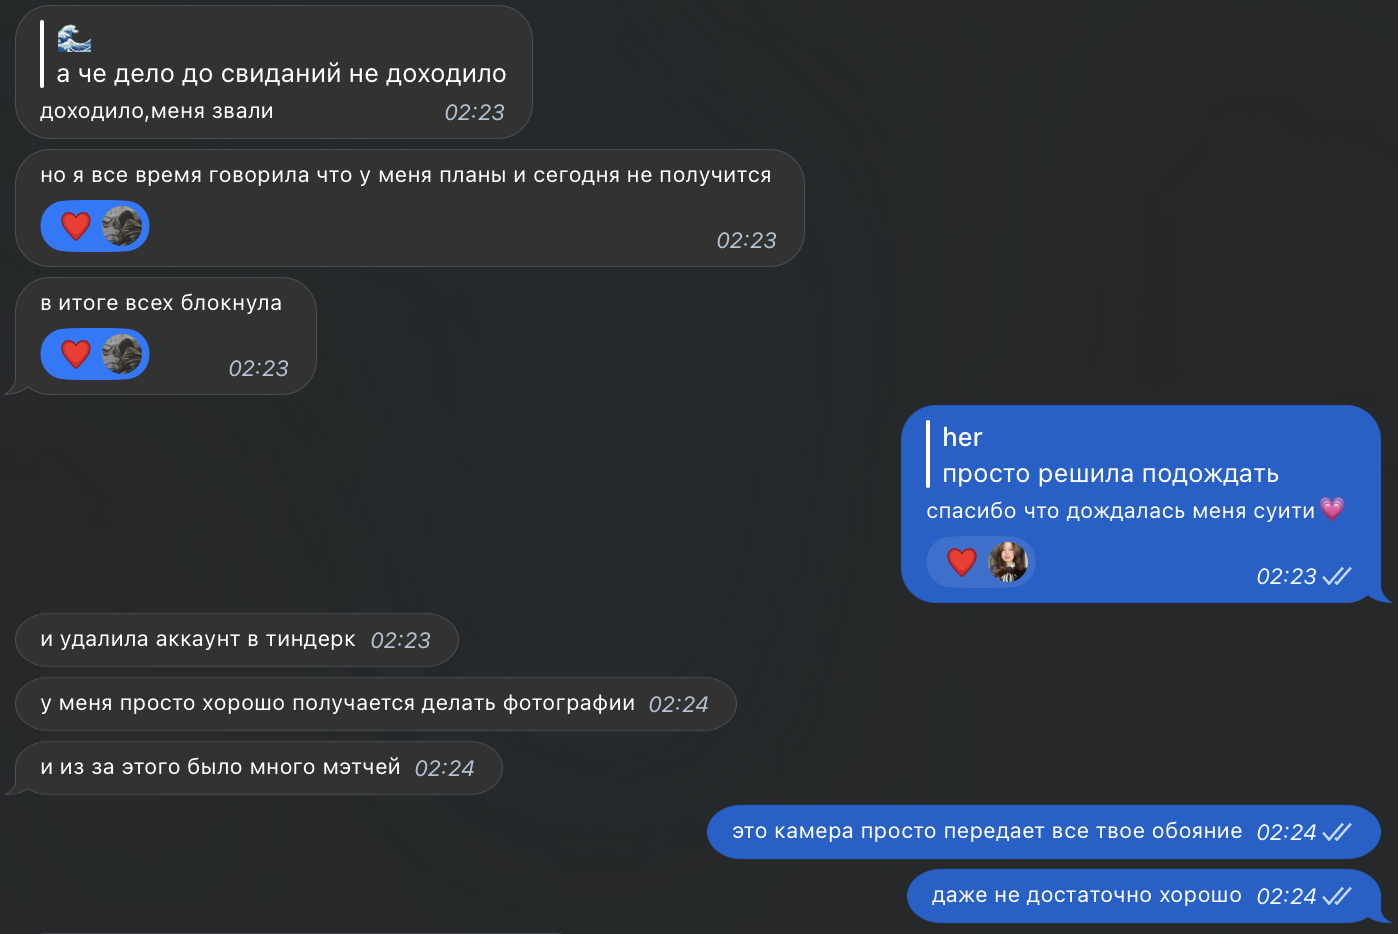 🌊
а че дело до свиданий не доходило
доходило,меня звали 02:23
но я все время говорила что у меня планы и сегодня не получится
❤️ 02:23
в итоге всех блокнула
❤️ 02:23
her
просто решила подождать
спасибо что дождалась меня суити💗
❤️ 02:23
и удалила аккаунт в тиндерк 02:23
у меня просто хорошо получается делать фотографии 02:24
и из за этого было много мэтчей 02:24
это камера просто передает все твое обояние 02:24
даже не достаточно хорошо 02:24